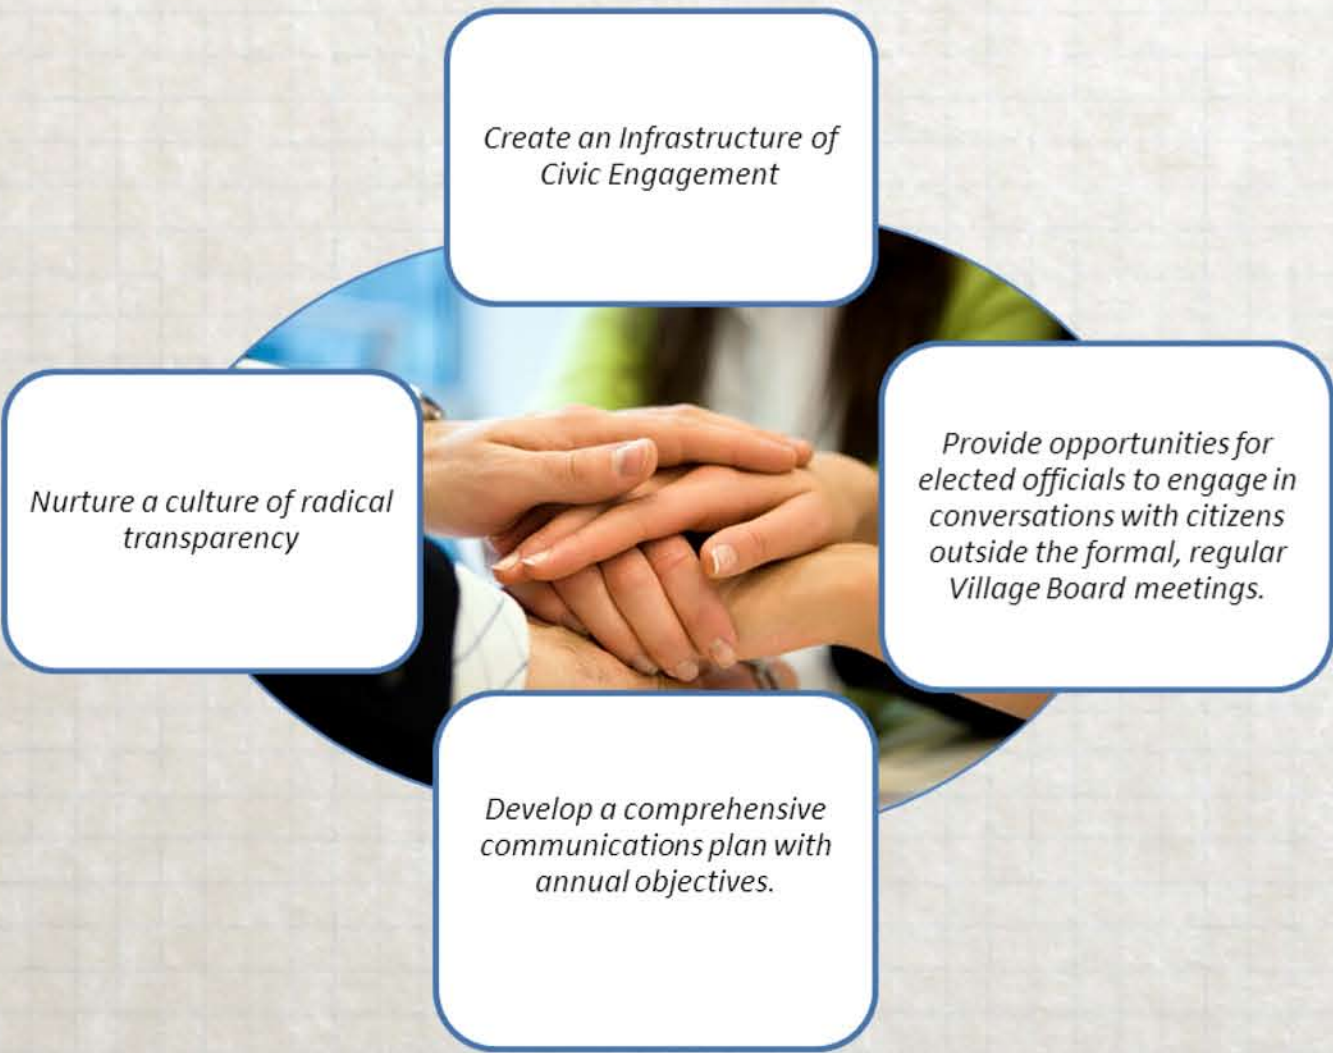 Create an Infrastructure of
Civic Engagement
Provide opportunities for
elected officials to engage in
conversations with citizens
outside the formal, regular
Village Board meetings.
Develop a comprehensive
communications plan with
annual objectives.
Nurture a culture of radical
transparency